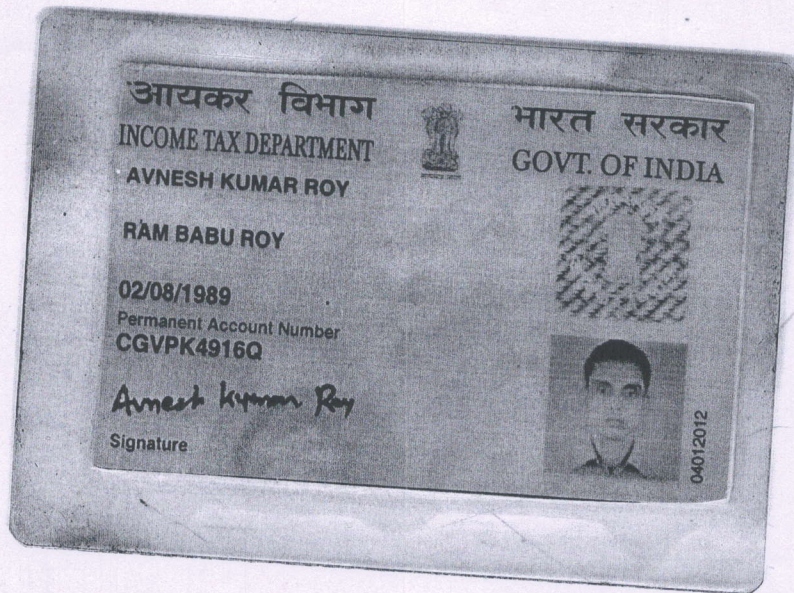 आयकर विभाग
भारत सरकार
INCOME TAX DEPARTMENT
GOVT. OF INDIA
AVNESH KUMAR ROY
RAM BABU ROY
02/08/1989
Permanent Account Number
CGVPK4916Q
Avnesh Kumar Roy
Signature
04012012